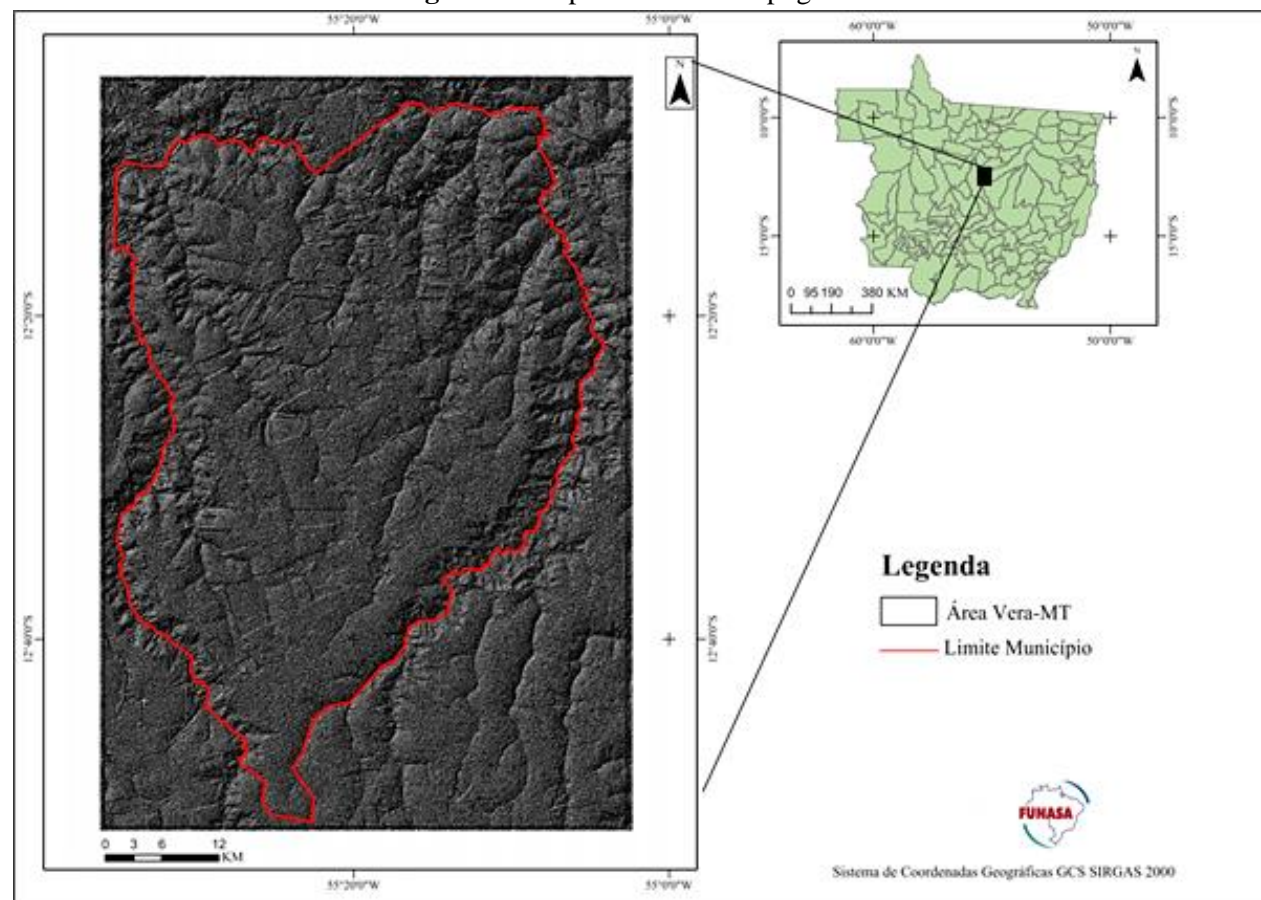 55°20'0"W 55°0'0"W
60°0'0"W 50°0'0"W
N
N
10°0'0"S 10°0'0"S
15°0'0"S 15°0'0"S
0 95 190 380 KM
60°0'0"W 50°0'0"W
12°20'0"S 12°20'0"S
Legenda
Área Vera-MT
Limite Município
12°40'0"S 12°40'0"S
FUNASA
0 3 6 12
KM
Sistema de Coordenadas Geográficas GCS SIRGAS 2000
55°20'0"W 55°0'0"W